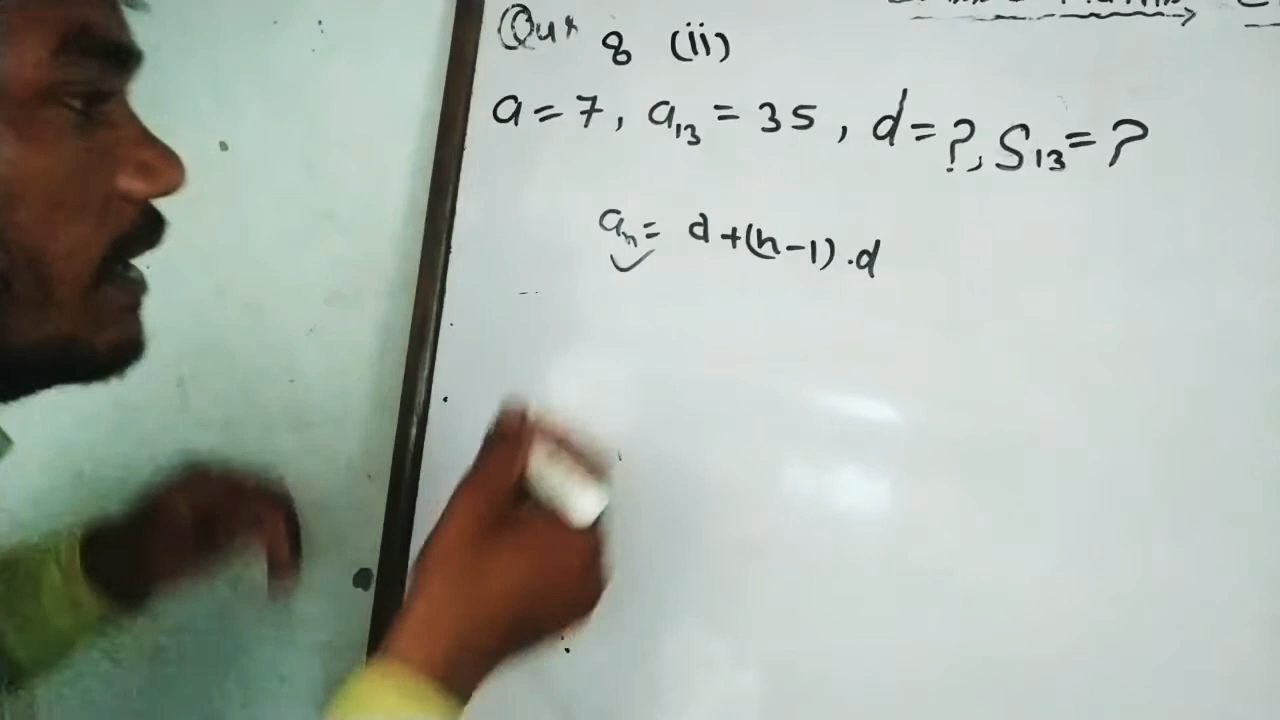 Qu* 8 (ii)
a = 7, a₁₃ = 35, d = ?, S₁₃ = ?
aₙ = d + (n - 1) . d